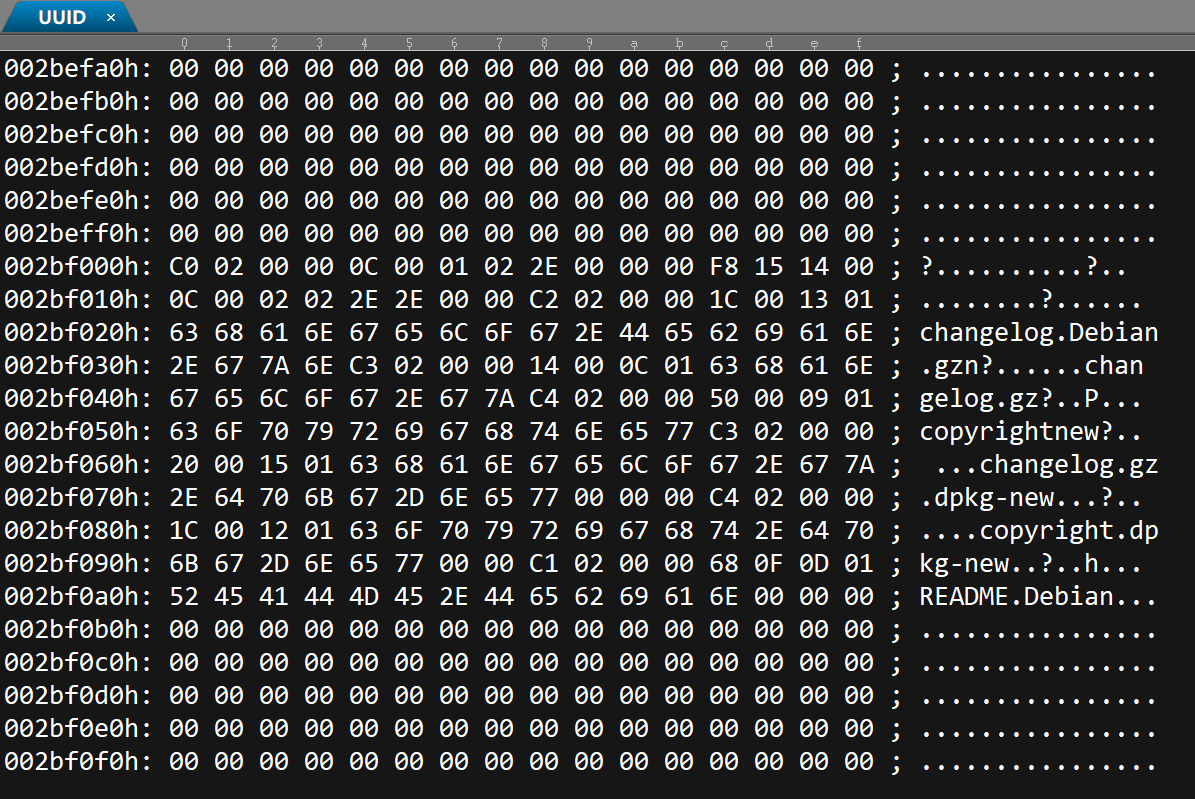 UUID ×
0 1 2 3 4 5 6 7 8 9 a b c d e f
002befa0h: 00 00 00 00 00 00 00 00 00 00 00 00 00 00 00 00 ; ................
002befb0h: 00 00 00 00 00 00 00 00 00 00 00 00 00 00 00 00 ; ................
002befc0h: 00 00 00 00 00 00 00 00 00 00 00 00 00 00 00 00 ; ................
002befd0h: 00 00 00 00 00 00 00 00 00 00 00 00 00 00 00 00 ; ................
002befe0h: 00 00 00 00 00 00 00 00 00 00 00 00 00 00 00 00 ; ................
002beff0h: 00 00 00 00 00 00 00 00 00 00 00 00 00 00 00 00 ; ................
002bf000h: C0 02 00 00 0C 00 01 02 2E 00 00 00 F8 15 14 00 ; ?..........?..
002bf010h: 0C 00 02 02 2E 2E 00 00 C2 02 00 00 1C 00 13 01 ; ........?......
002bf020h: 63 68 61 6E 67 65 6C 6F 67 2E 44 65 62 69 61 6E ; changelog.Debian
002bf030h: 2E 67 7A 6E C3 02 00 00 14 00 0C 01 63 68 61 6E ; .gzn?......chan
002bf040h: 67 65 6C 6F 67 2E 67 7A C4 02 00 00 50 00 09 01 ; gelog.gz?..P...
002bf050h: 63 6F 70 79 72 69 67 68 74 6E 65 77 C3 02 00 00 ; copyrightnew?..
002bf060h: 20 00 15 01 63 68 61 6E 67 65 6C 6F 67 2E 67 7A ;  ...changelog.gz
002bf070h: 2E 64 70 6B 67 2D 6E 65 77 00 00 00 C4 02 00 00 ; .dpkg-new...?..
002bf080h: 1C 00 12 01 63 6F 70 79 72 69 67 68 74 2E 64 70 ; ....copyright.dp
002bf090h: 6B 67 2D 6E 65 77 00 00 C1 02 00 00 68 0F 0D 01 ; kg-new..?..h...
002bf0a0h: 52 45 41 44 4D 45 2E 44 65 62 69 61 6E 00 00 00 ; README.Debian...
002bf0b0h: 00 00 00 00 00 00 00 00 00 00 00 00 00 00 00 00 ; ................
002bf0c0h: 00 00 00 00 00 00 00 00 00 00 00 00 00 00 00 00 ; ................
002bf0d0h: 00 00 00 00 00 00 00 00 00 00 00 00 00 00 00 00 ; ................
002bf0e0h: 00 00 00 00 00 00 00 00 00 00 00 00 00 00 00 00 ; ................
002bf0f0h: 00 00 00 00 00 00 00 00 00 00 00 00 00 00 00 00 ; ................